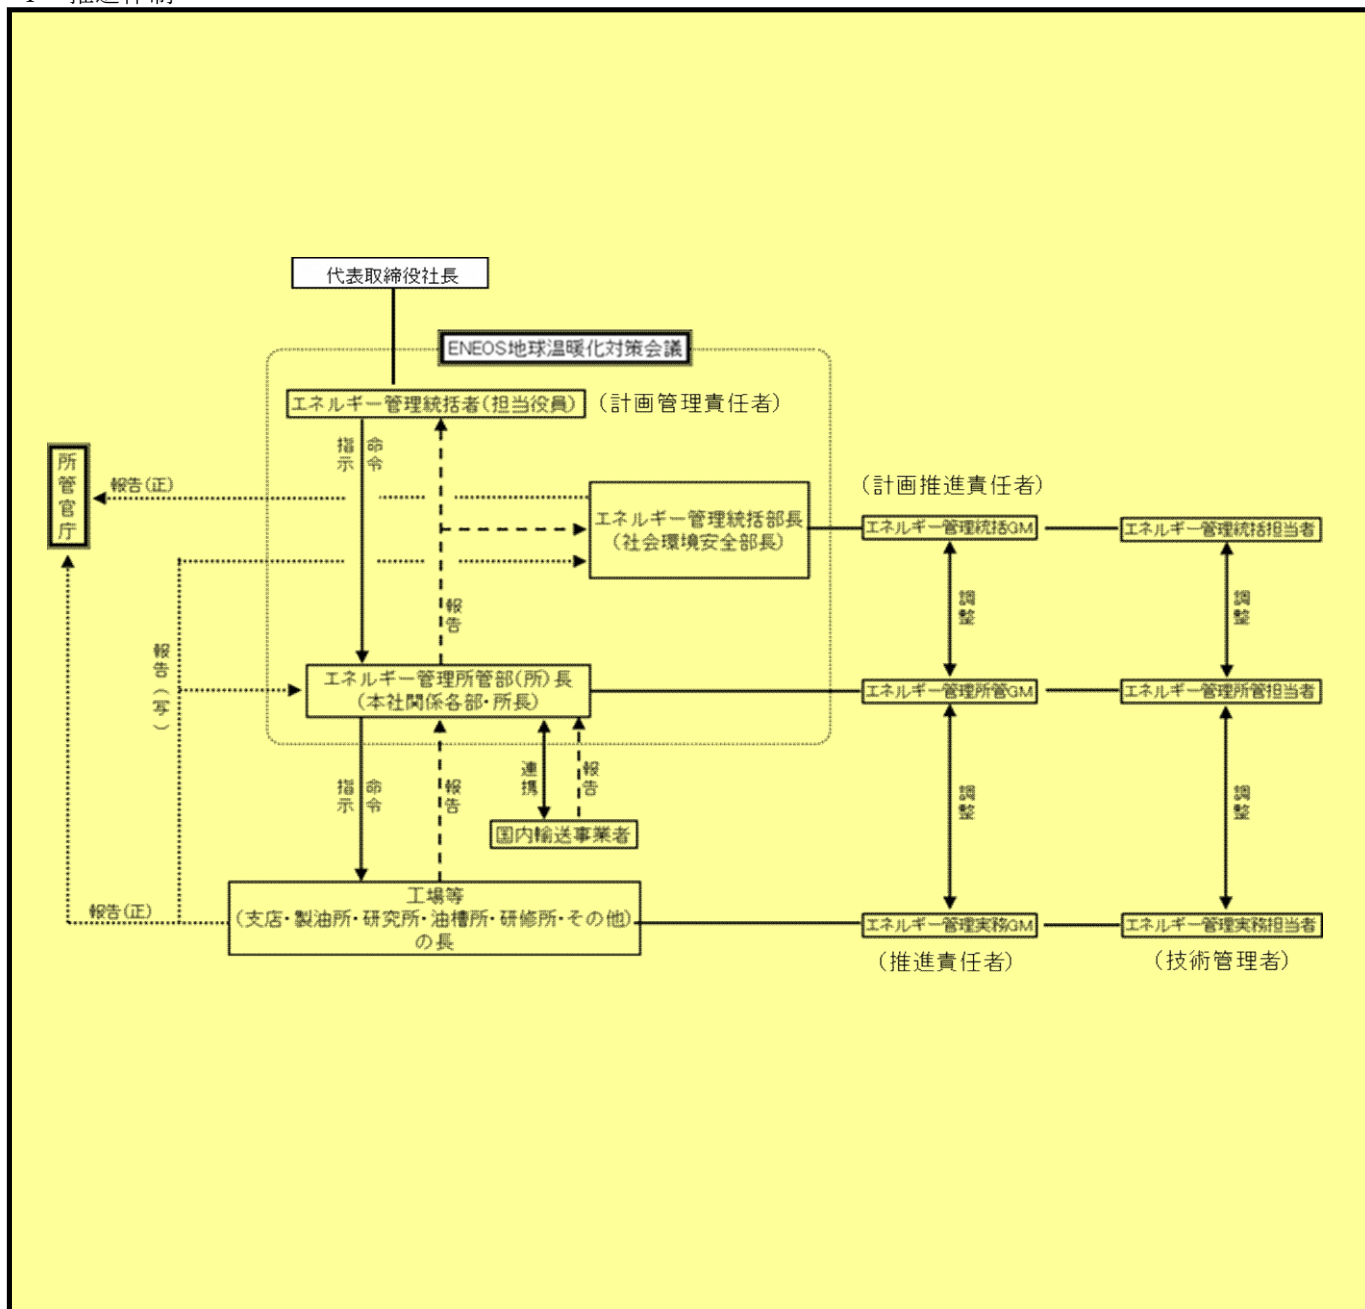 代表取締役社長
ENEOS地球温暖化対策会議
エネルギー管理統括者(担当役員)
(計画管理責任者)
指示
命令
所管官庁
報告(正)
エネルギー管理統括部長
(社会環境安全部長)
(計画推進責任者)
エネルギー管理統括GM
エネルギー管理統括担当者
報告
調整
調整
報告(写)
エネルギー管理所管部(所)長
(本社関係各部・所長)
エネルギー管理所管GM
エネルギー管理所管担当者
指示
命令
報告
連携
報告
調整
調整
国内輸送事業者
報告(正)
工場等
(支店・製油所・研究所・油槽所・研修所・その他)
の長
エネルギー管理実務GM
エネルギー管理実務担当者
(推進責任者)
(技術管理者)